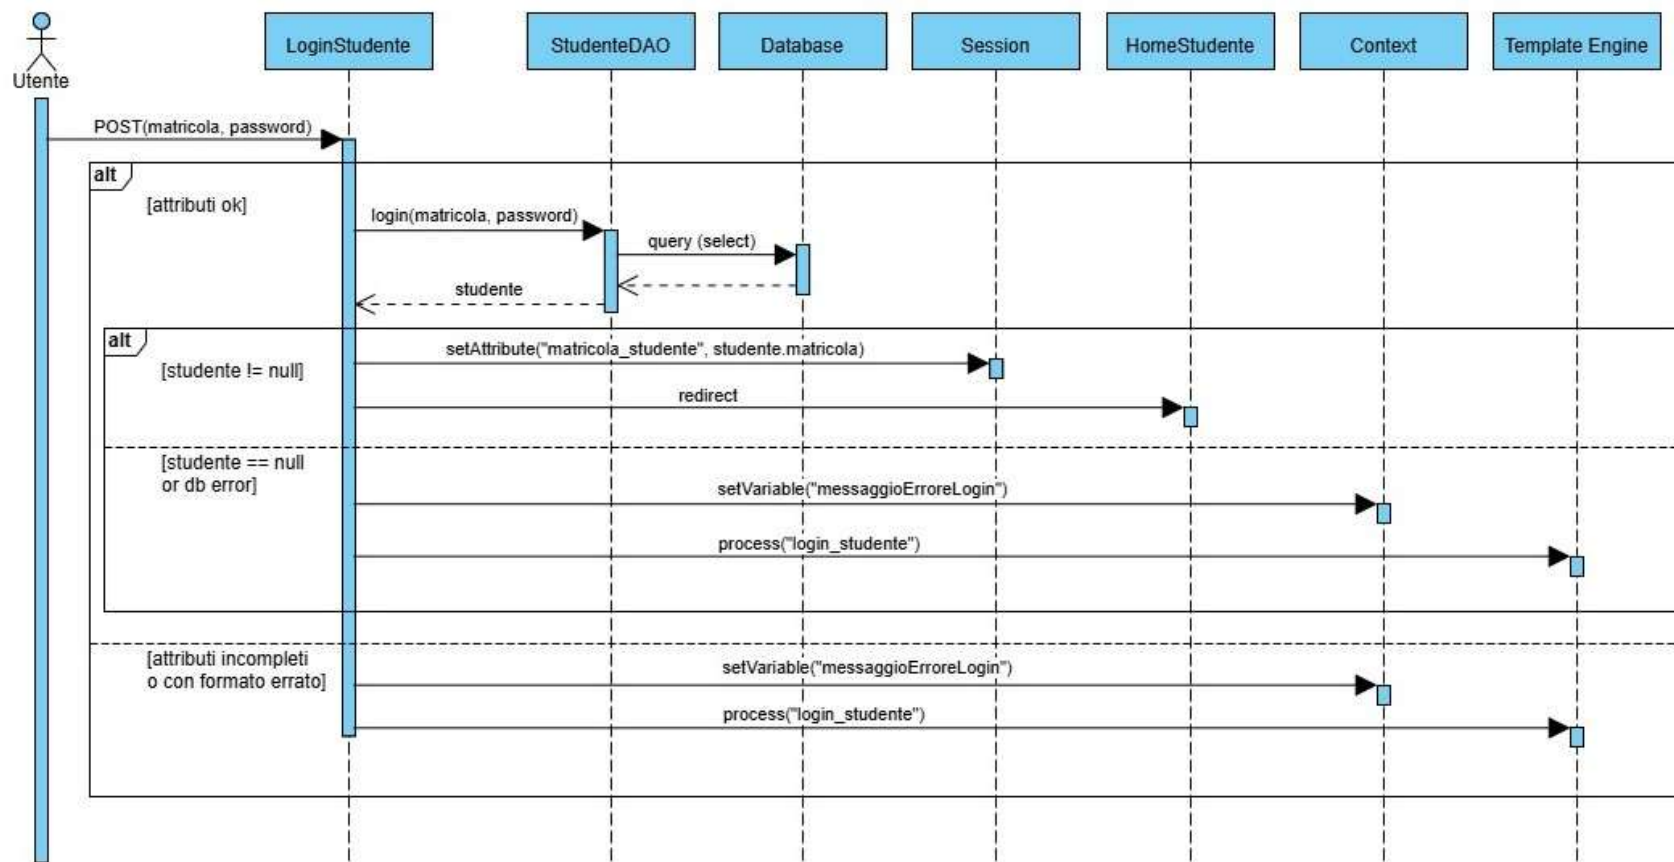 Utente
LoginStudente
StudenteDAO
Database
Session
HomeStudente
Context
Template Engine
POST(matricola, password)
alt
[attributi ok]
login(matricola, password)
query (select)
studente
alt
[studente != null]
setAttribute("matricola_studente", studente.matricola)
redirect
[studente == null
or db error]
setVariable("messaggioErroreLogin")
process("login_studente")
[attributi incompleti
o con formato errato]
setVariable("messaggioErroreLogin")
process("login_studente")